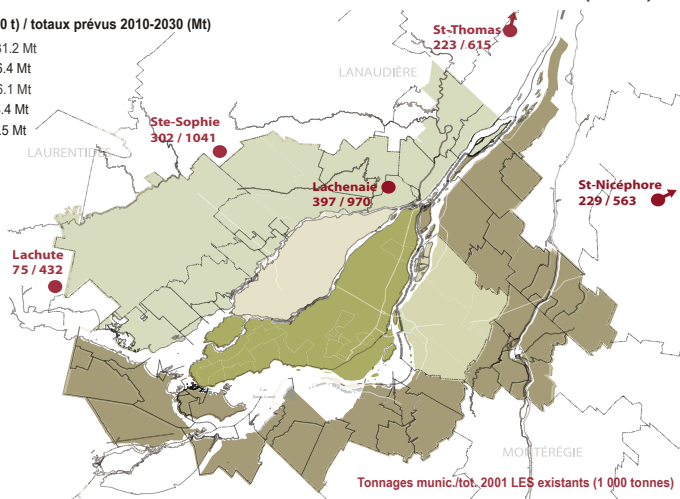 0 t) / totaux prévus 2010-2030 (Mt)
1.2 Mt
6.4 Mt
6.1 Mt
.4 Mt
.5 Mt
St-Thomas
223 / 615
LANAUDIÈRE
Ste-Sophie
302 / 1041
LAURENTIDES
Lachenaie
397 / 970
St-Nicéphore
229 / 563
Lachute
75 / 432
MONTÉRÉGIE
Tonnages munic./tot. 2001 LES existants (1 000 tonnes)